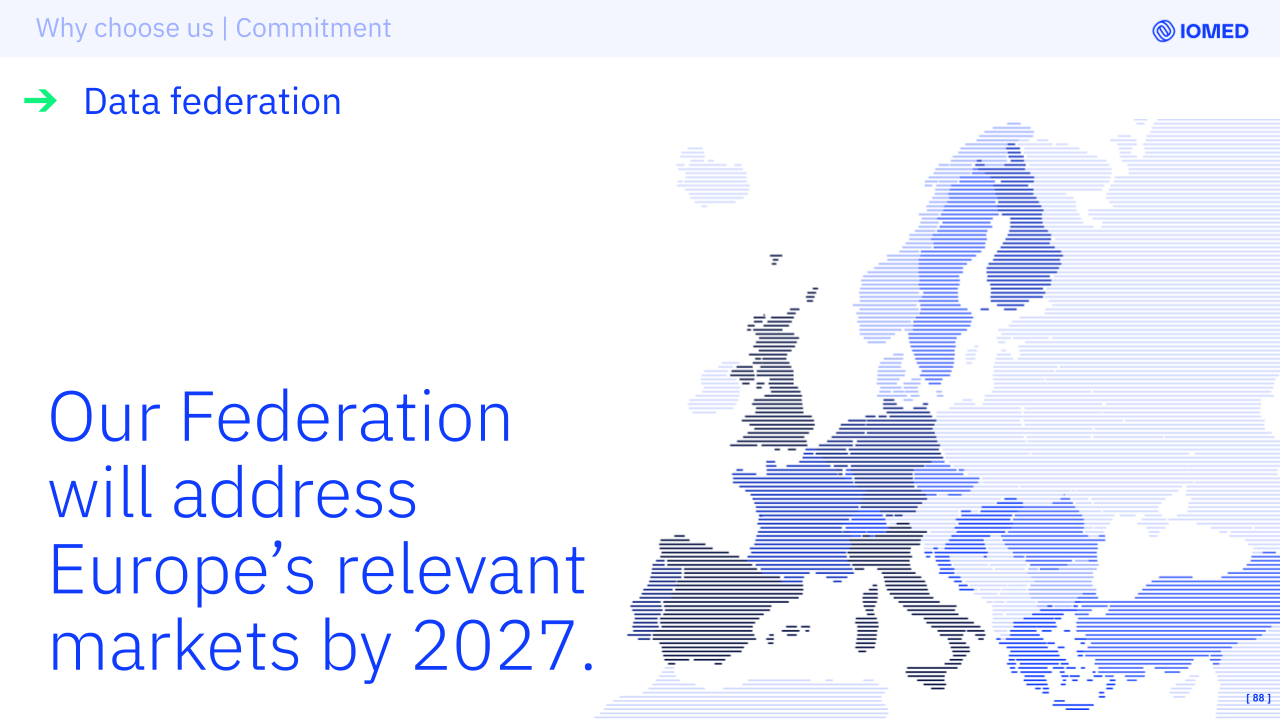 Why choose us | Commitment
IOMED
Data federation
Our Federation
will address
Europe’s relevant
markets by 2027.
[ 88 ]